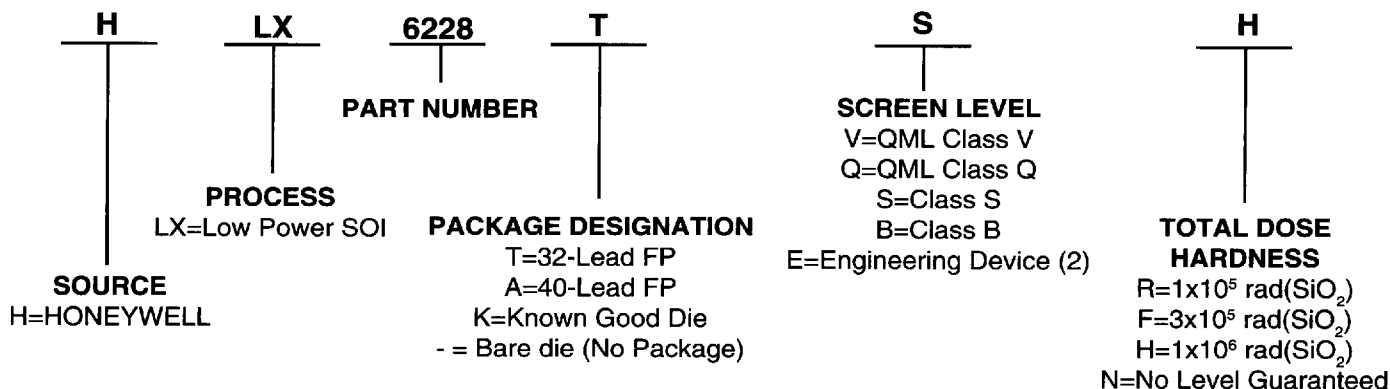 H LX 6228 T S H
PART NUMBER
SCREEN LEVEL
V=QML Class V
Q=QML Class Q
S=Class S
B=Class B
E=Engineering Device (2)
PROCESS
LX=Low Power SOI
PACKAGE DESIGNATION
T=32-Lead FP
A=40-Lead FP
K=Known Good Die
- = Bare die (No Package)
TOTAL DOSE
HARDNESS
R=1x10⁵ rad(SiO₂)
F=3x10⁵ rad(SiO₂)
H=1x10⁶ rad(SiO₂)
N=No Level Guaranteed
SOURCE
H=HONEYWELL